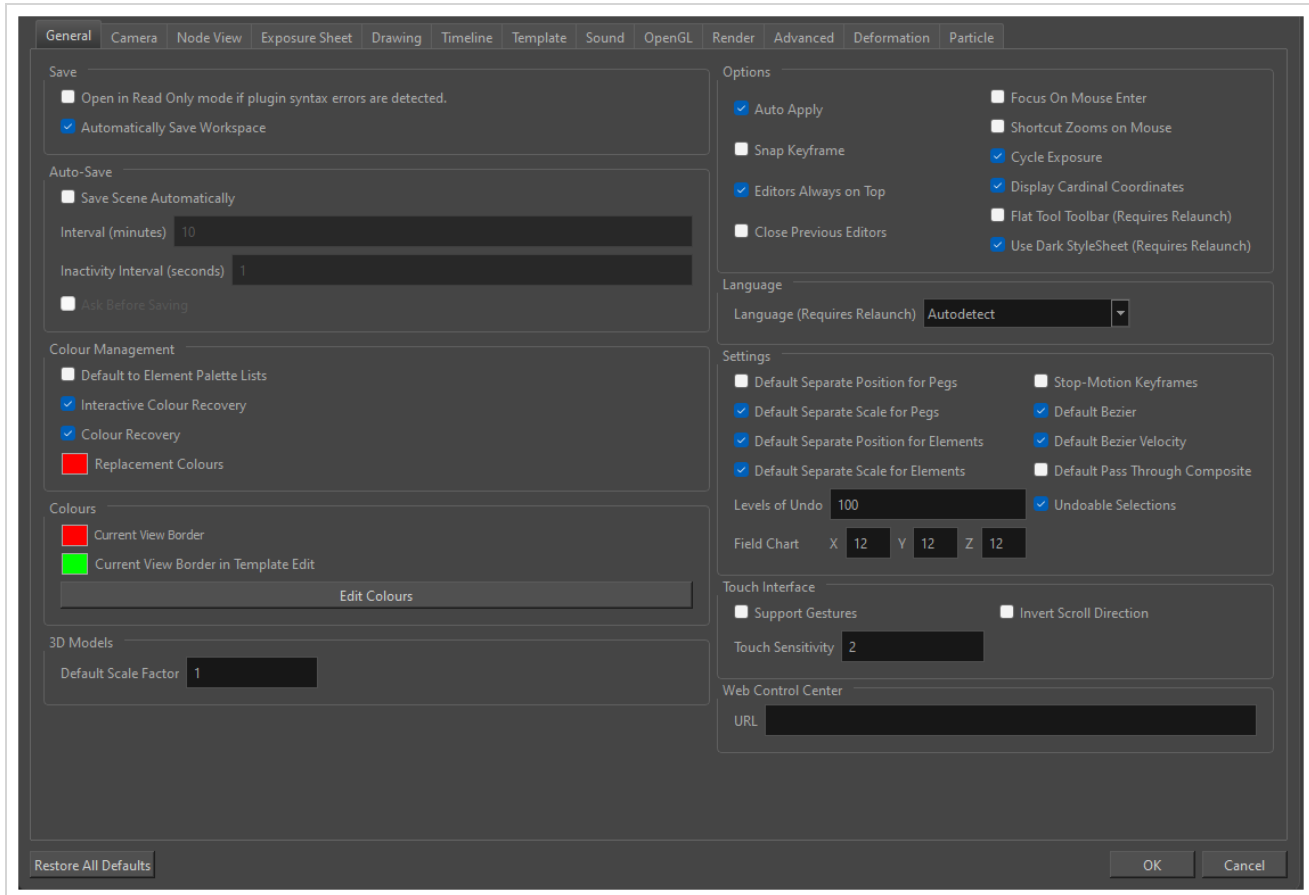 General Camera Node View Exposure Sheet Drawing Timeline Template Sound OpenGL Render Advanced Deformation Particle
Save
Open in Read Only mode if plugin syntax errors are detected.
Automatically Save Workspace
Auto-Save
Save Scene Automatically
Interval (minutes) 10
Inactivity Interval (seconds) 1
Ask Before Saving
Colour Management
Default to Element Palette Lists
Interactive Colour Recovery
Colour Recovery
Replacement Colours
Colours
Current View Border
Current View Border in Template Edit
Edit Colours
3D Models
Default Scale Factor 1
Options
Auto Apply
Snap Keyframe
Editors Always on Top
Close Previous Editors
Focus On Mouse Enter
Shortcut Zooms on Mouse
Cycle Exposure
Display Cardinal Coordinates
Flat Tool Toolbar (Requires Relaunch)
Use Dark StyleSheet (Requires Relaunch)
Language
Language (Requires Relaunch) Autodetect
Settings
Default Separate Position for Pegs Stop-Motion Keyframes
Default Separate Scale for Pegs Default Bezier
Default Separate Position for Elements Default Bezier Velocity
Default Separate Scale for Elements Default Pass Through Composite
Levels of Undo 100 Undoable Selections
Field Chart X 12 Y 12 Z 12
Touch Interface
Support Gestures Invert Scroll Direction
Touch Sensitivity 2
Web Control Center
URL
Restore All Defaults OK Cancel